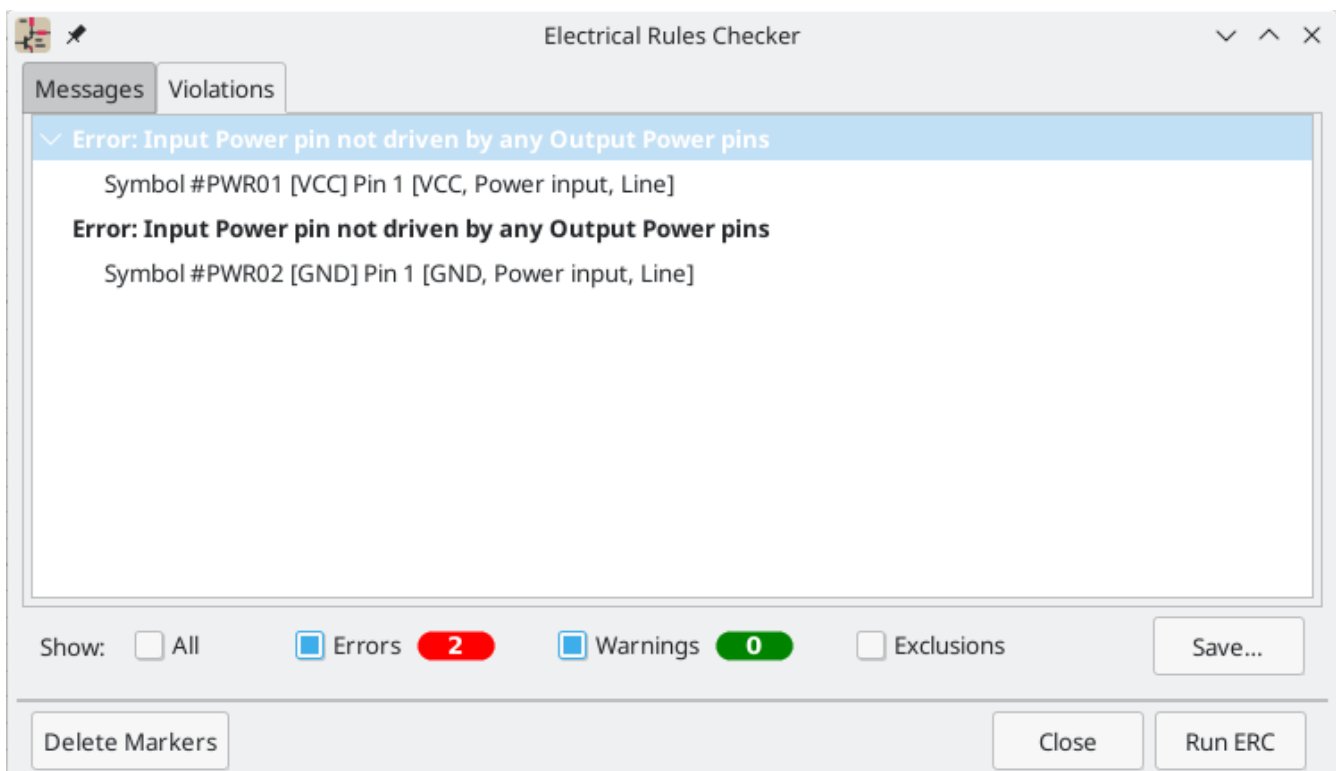 Electrical Rules Checker
Messages Violations
Error: Input Power pin not driven by any Output Power pins
Symbol #PWR01 [VCC] Pin 1 [VCC, Power input, Line]
Error: Input Power pin not driven by any Output Power pins
Symbol #PWR02 [GND] Pin 1 [GND, Power input, Line]
Show: All Errors 2 Warnings 0 Exclusions Save...
Delete Markers Close Run ERC